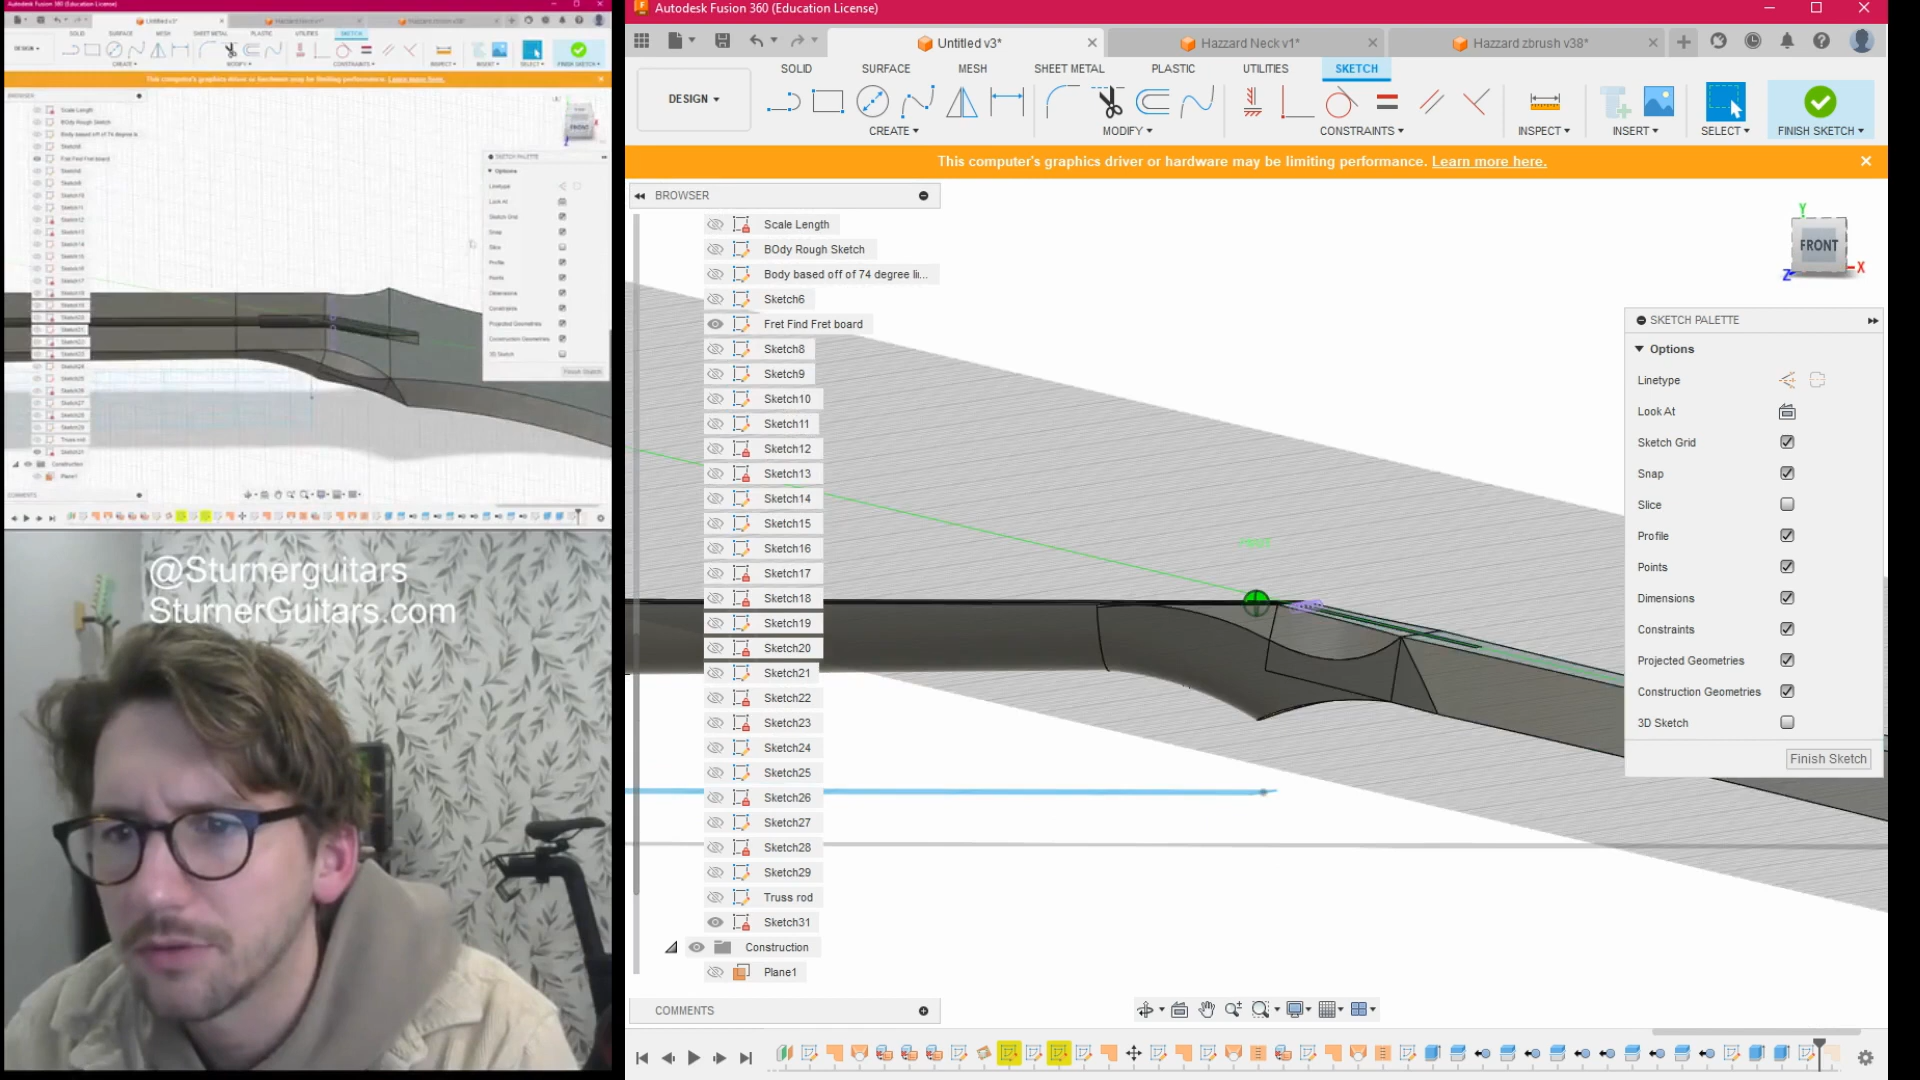 Autodesk Fusion 360 (Education License)
Untitled v3*
Hazzard Neck v1*
Hazzard zbrush v38*
SOLID
SURFACE
MESH
SHEET METAL
PLASTIC
UTILITIES
SKETCH
DESIGN
CREATE
MODIFY
CONSTRAINTS
INSPECT
INSERT
SELECT
FINISH SKETCH
This computer's graphics driver or hardware may be limiting performance. Learn more here.
BROWSER
Scale Length
BOdy Rough Sketch
Body based off of 74 degree li...
Sketch6
Fret Find Fret board
Sketch8
Sketch9
Sketch10
Sketch11
Sketch12
Sketch13
Sketch14
Sketch15
Sketch16
Sketch17
Sketch18
Sketch19
Sketch20
Sketch21
Sketch22
Sketch23
Sketch24
Sketch25
Sketch26
Sketch27
Sketch28
Sketch29
Truss rod
Sketch31
Construction
Plane1
COMMENTS
Y
FRONT
X
Z
SKETCH PALETTE
Options
Linetype
Look At
Sketch Grid
Snap
Slice
Profile
Points
Dimensions
Constraints
Projected Geometries
Construction Geometries
3D Sketch
Finish Sketch
@Sturnerguitars
SturnerGuitars.com